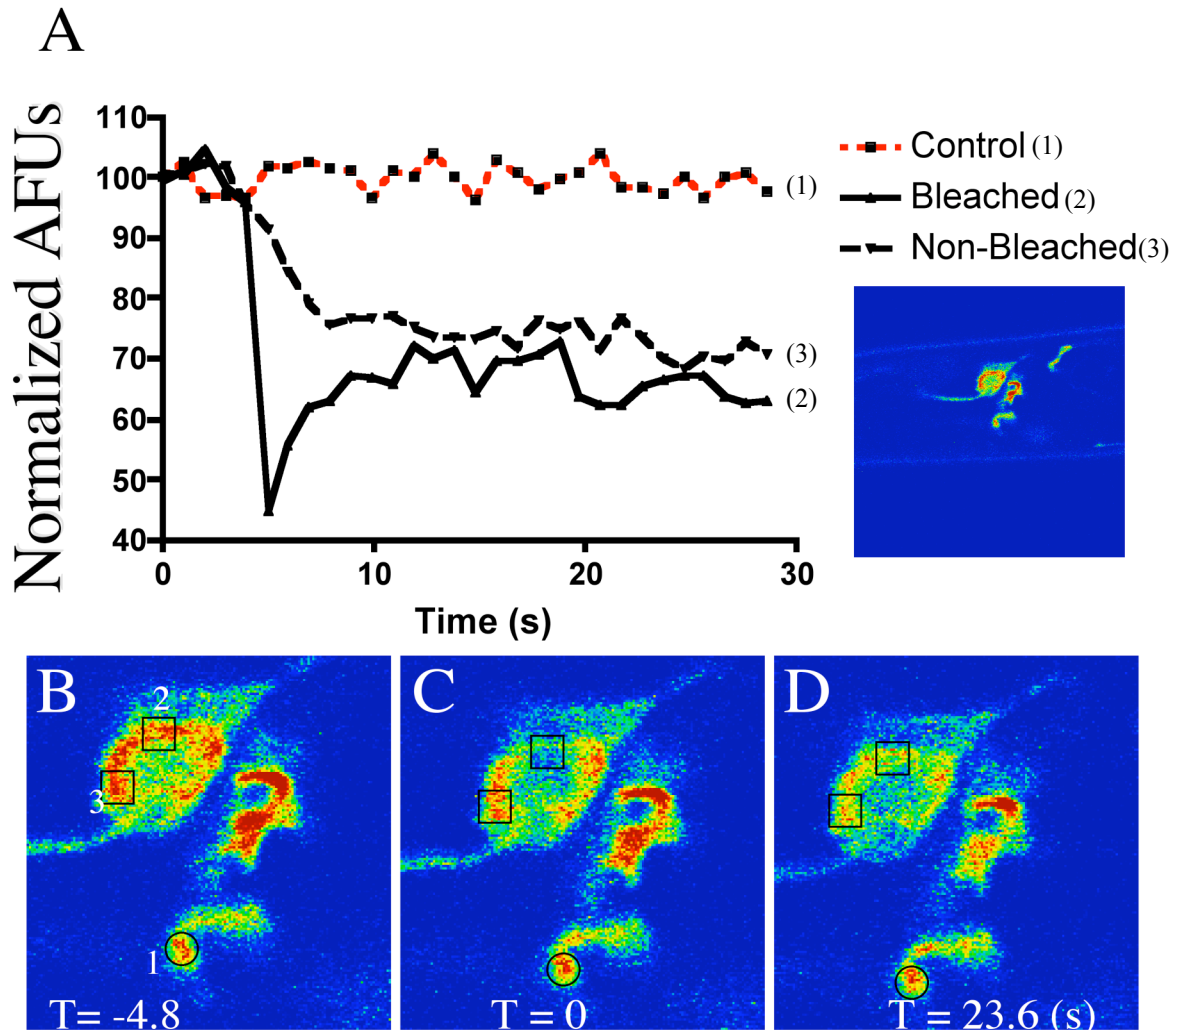 A
Normalized AFUs
110
100
90
80
70
60
50
40
0
10
20
30
Time (s)
(1)
(3)
(2)
Control (1)
Bleached (2)
Non-Bleached(3)
B
2
3
1
T= -4.8
C
T = 0
D
T = 23.6 (s)